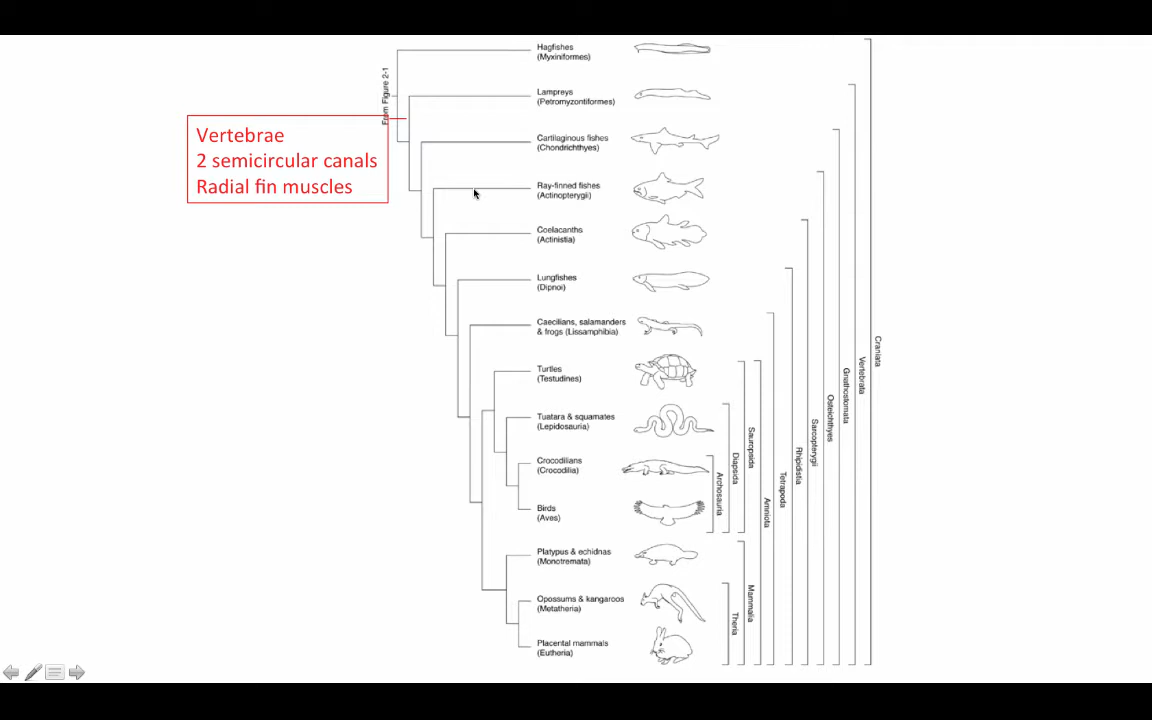 From Figure 2-1
Vertebrae
2 semicircular canals
Radial fin muscles
Hagfishes
(Myxiniformes)
Lampreys
(Petromyzontiformes)
Cartilaginous fishes
(Chondrichthyes)
Ray-finned fishes
(Actinopterygii)
Coelacanths
(Actinistia)
Lungfishes
(Dipnoi)
Caecilians, salamanders
& frogs (Lissamphibia)
Turtles
(Testudines)
Tuatara & squamates
(Lepidosauria)
Crocodilians
(Crocodilia)
Birds
(Aves)
Platypus & echidnas
(Monotremata)
Opossums & kangaroos
(Metatheria)
Placental mammals
(Eutheria)
Archosauria
Theria
Diapsida
Sauropsida
Mammalia
Amniota
Tetrapoda
Rhipidistia
Sarcopterygii
Osteichthyes
Gnathostomata
Vertebrata
Craniata